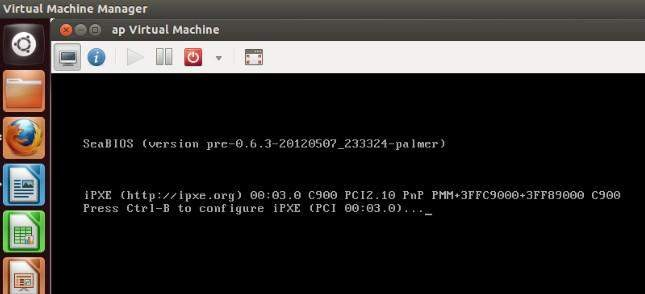 Virtual Machine Manager
ap Virtual Machine
SeaBIOS (version pre-0.6.3-20120507_233324-palmer)
iPXE (http://ipxe.org) 00:03.0 C900 PCI2.10 PnP PMM+3FFC9000+3FF89000 C900
Press Ctrl-B to configure iPXE (PCI 00:03.0)..._